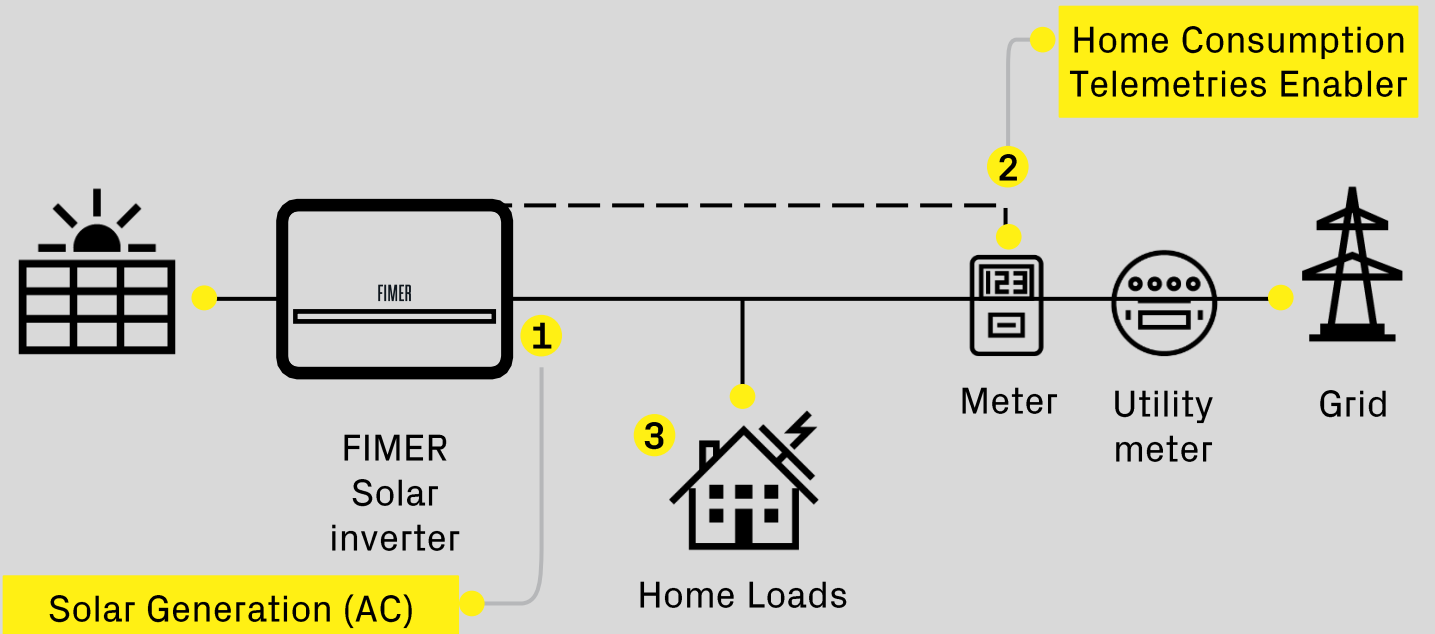 Home Consumption
Telemetries Enabler
2
FIMER
123
1
Meter
Utility
meter
Grid
3
FIMER
Solar
inverter
Home Loads
Solar Generation (AC)